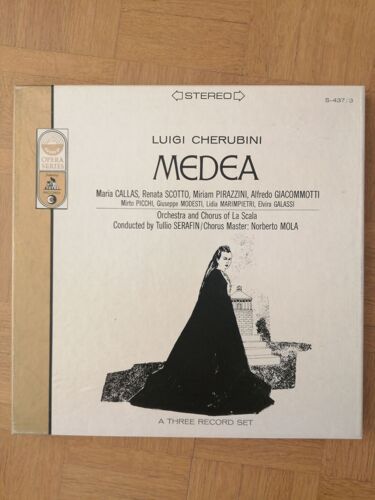 STEREO
S-437/3
LUIGI CHERUBINI
MEDEA
Maria CALLAS, Renata SCOTTO, Miriam PIRAZZINI, Alfredo GIACOMMOTTI
Mirto PICCHI, Giuseppe MODESTI, Lidia MARIMPIETRI, Elvira GALASSI
Orchestra and Chorus of La Scala
Conducted by Tullio SERAFIN/Chorus Master: Norberto MOLA
OPERA
SERIES
A THREE RECORD SET